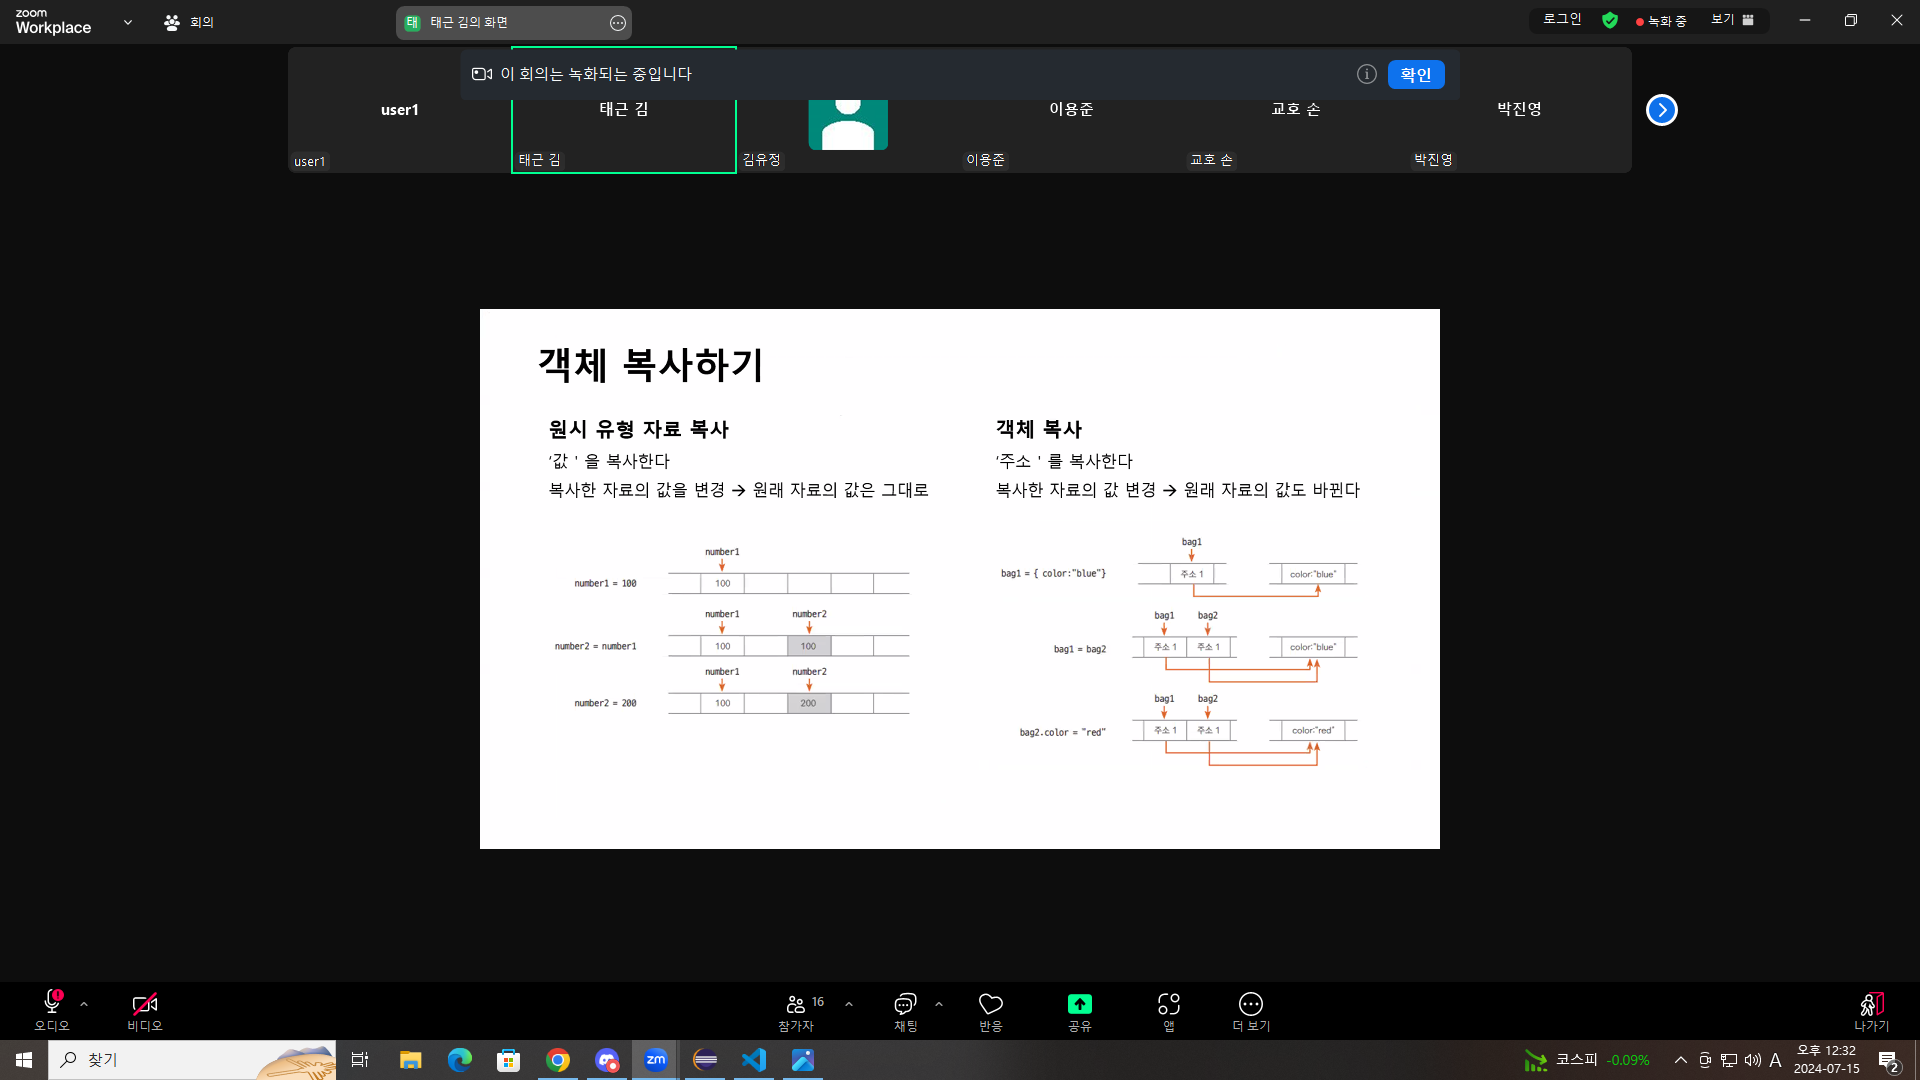 zoom
Workplace
회의
태
태근 김의 화면
로그인
녹화 중
보기
이 회의는 녹화되는 중입니다
확인
user1
태근 김
이용준
교호 손
박진영
user1
태근 김
김유정
이용준
교호 손
박진영
객체 복사하기
원시 유형 자료 복사
‘값 ' 을 복사한다
복사한 자료의 값을 변경 → 원래 자료의 값은 그대로
number1
number1 = 100
100
number1
number2
number2 = number1
100
100
number1
number2
number2 = 200
100
200
객체 복사
‘주소 ' 를 복사한다
복사한 자료의 값 변경 → 원래 자료의 값도 바뀐다
bag1
bag1 = { color:"blue"}
주소 1
color:"blue"
bag1
bag2
bag1 = bag2
주소 1
주소 1
color:"blue"
bag1
bag2
bag2.color = "red"
주소 1
주소 1
color:"red"
오디오
비디오
16
참가자
채팅
반응
공유
앱
더 보기
나가기
찾기
zm
코스피 -0.09%
A
오후 12:32
2024-07-15
2